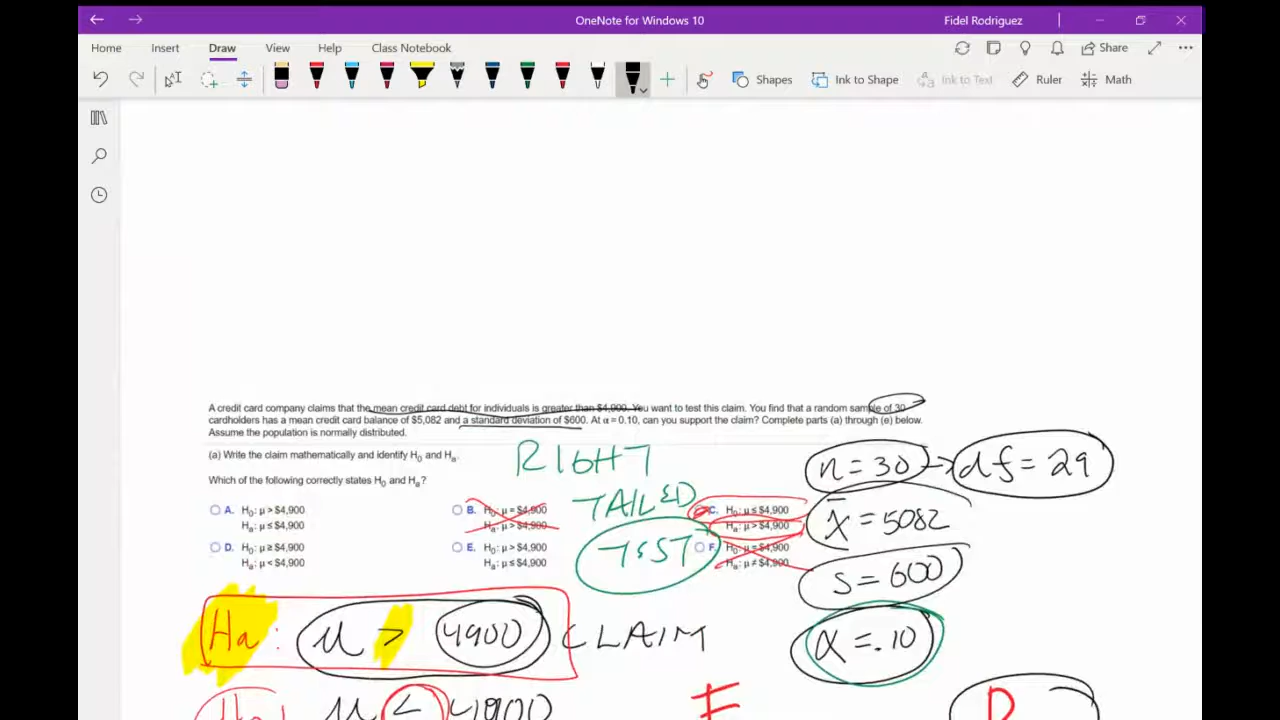 OneNote for Windows 10
Fidel Rodriguez
Home Insert Draw View Help Class Notebook
Share
Shapes Ink to Shape Ink to Text Ruler Math
A credit card company claims that the mean credit card debt for individuals is greater than $4,900. You want to test this claim. You find that a random sample of 30
cardholders has a mean credit card balance of $5,082 and a standard deviation of $600. At α = 0.10, can you support the claim? Complete parts (a) through (e) below.
Assume the population is normally distributed.
(a) Write the claim mathematically and identify H0 and Ha.
Which of the following correctly states H0 and Ha?
RIGHT
TAILED
TEST
A. H0: μ > $4,900
Ha: μ ≤ $4,900
B. H0: μ = $4,900
Ha: μ > $4,900
C. H0: μ ≤ $4,900
Ha: μ > $4,900
D. H0: μ ≥ $4,900
Ha: μ < $4,900
E. H0: μ > $4,900
Ha: μ ≤ $4,900
F. H0: μ = $4,900
Ha: μ ≠ $4,900
n = 30 → df = 29
x̄ = 5082
s = 600
α = .10
Ha: μ > 4900 CLAIM
μ 4900